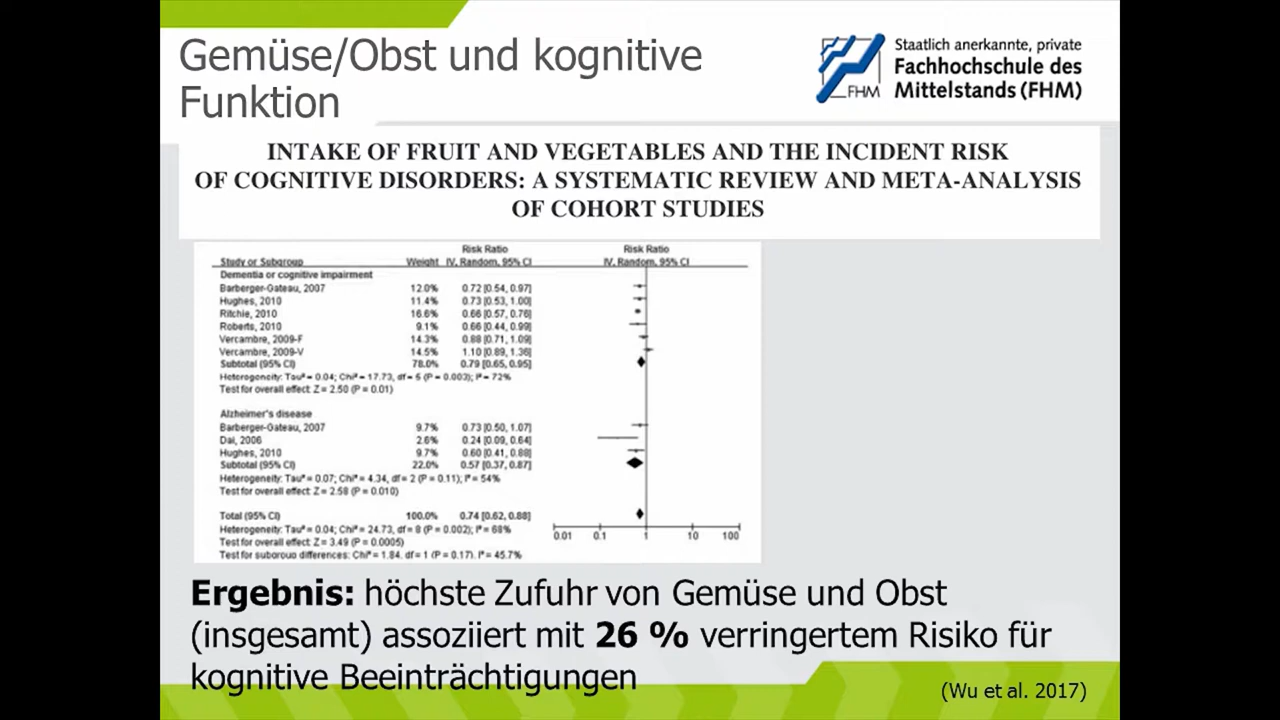 Gemüse/Obst und kognitive
Funktion
Staatlich anerkannte, private
Fachhochschule des
Mittelstands (FHM)
FHM
INTAKE OF FRUIT AND VEGETABLES AND THE INCIDENT RISK
OF COGNITIVE DISORDERS: A SYSTEMATIC REVIEW AND META-ANALYSIS
OF COHORT STUDIES
Risk Ratio Risk Ratio
Study or Subgroup Weight IV, Random, 95% CI IV, Random, 95% CI
Dementia or cognitive impairment
Barberger-Gateau, 2007 12.0% 0.72 [0.54, 0.97]
Hughes, 2010 11.4% 0.73 [0.53, 1.00]
Ritchie, 2010 16.6% 0.66 [0.57, 0.76]
Roberts, 2010 9.1% 0.66 [0.44, 0.99]
Vercambre, 2009-F 14.3% 0.88 [0.71, 1.09]
Vercambre, 2009-V 14.5% 1.10 [0.89, 1.36]
Subtotal (95% CI) 78.0% 0.79 [0.65, 0.95]
Heterogeneity: Tau² = 0.04; Chi² = 17.73, df = 5 (P = 0.003); I² = 72%
Test for overall effect: Z = 2.50 (P = 0.01)
Alzheimer's disease
Barberger-Gateau, 2007 9.7% 0.73 [0.50, 1.07]
Dai, 2006 2.6% 0.24 [0.09, 0.64]
Hughes, 2010 9.7% 0.60 [0.41, 0.88]
Subtotal (95% CI) 22.0% 0.57 [0.37, 0.87]
Heterogeneity: Tau² = 0.07; Chi² = 4.34, df = 2 (P = 0.11); I² = 54%
Test for overall effect: Z = 2.58 (P = 0.010)
Total (95% CI) 100.0% 0.74 [0.62, 0.88]
Heterogeneity: Tau² = 0.04; Chi² = 24.73, df = 8 (P = 0.002); I² = 68%
Test for overall effect: Z = 3.49 (P = 0.0005)
Test for subgroup differences: Chi² = 1.84, df = 1 (P = 0.17), I² = 45.7%
0.01 0.1 1 10 100
Ergebnis: höchste Zufuhr von Gemüse und Obst
(insgesamt) assoziiert mit 26 % verringertem Risiko für
kognitive Beeinträchtigungen
(Wu et al. 2017)